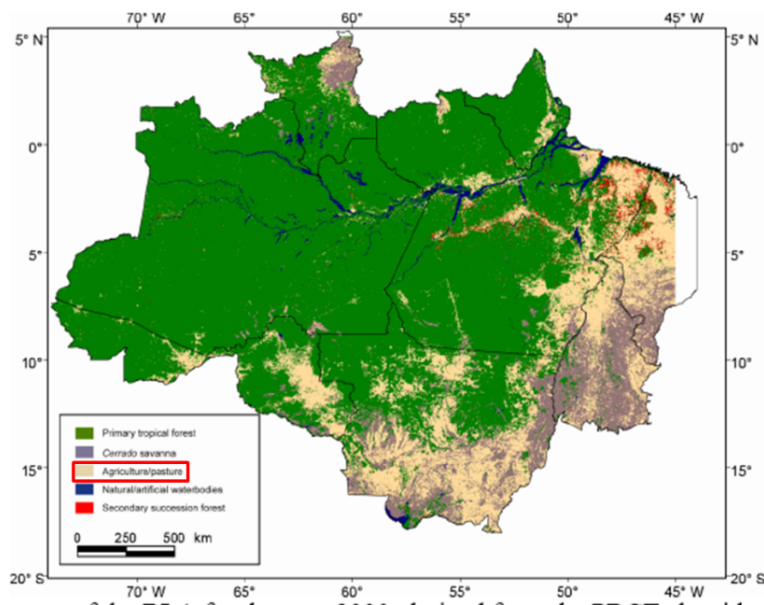 70° W 65° 60° 55° 50° 45° W
5° N 5° N
0° 0°
5° 5°
10° 10°
15° 15°
20° S 20° S
Primary tropical forest
Cerrado savanna
Agriculture/pasture
Natural/artificial waterbodies
Secondary succession forest
0 250 500 km
70° W 65° 60° 55° 50° 45° W